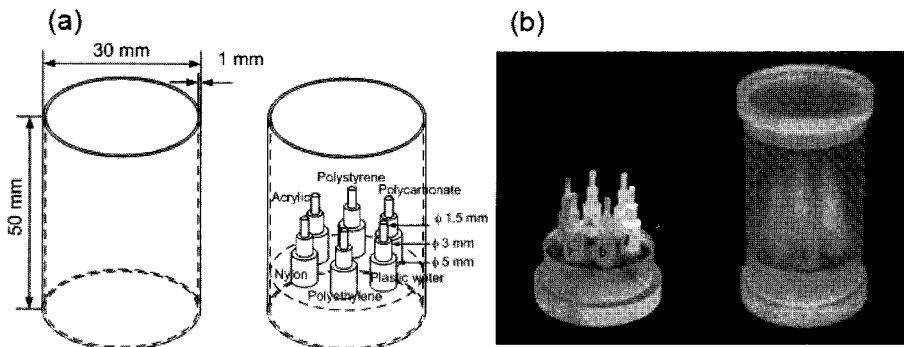 (a)
30 mm
1 mm
50 mm
Polystyrene
Acrylic
Polycarbonate
ϕ 1.5 mm
ϕ 3 mm
ϕ 5 mm
Nylon
Plastic water
Polyethylene
(b)